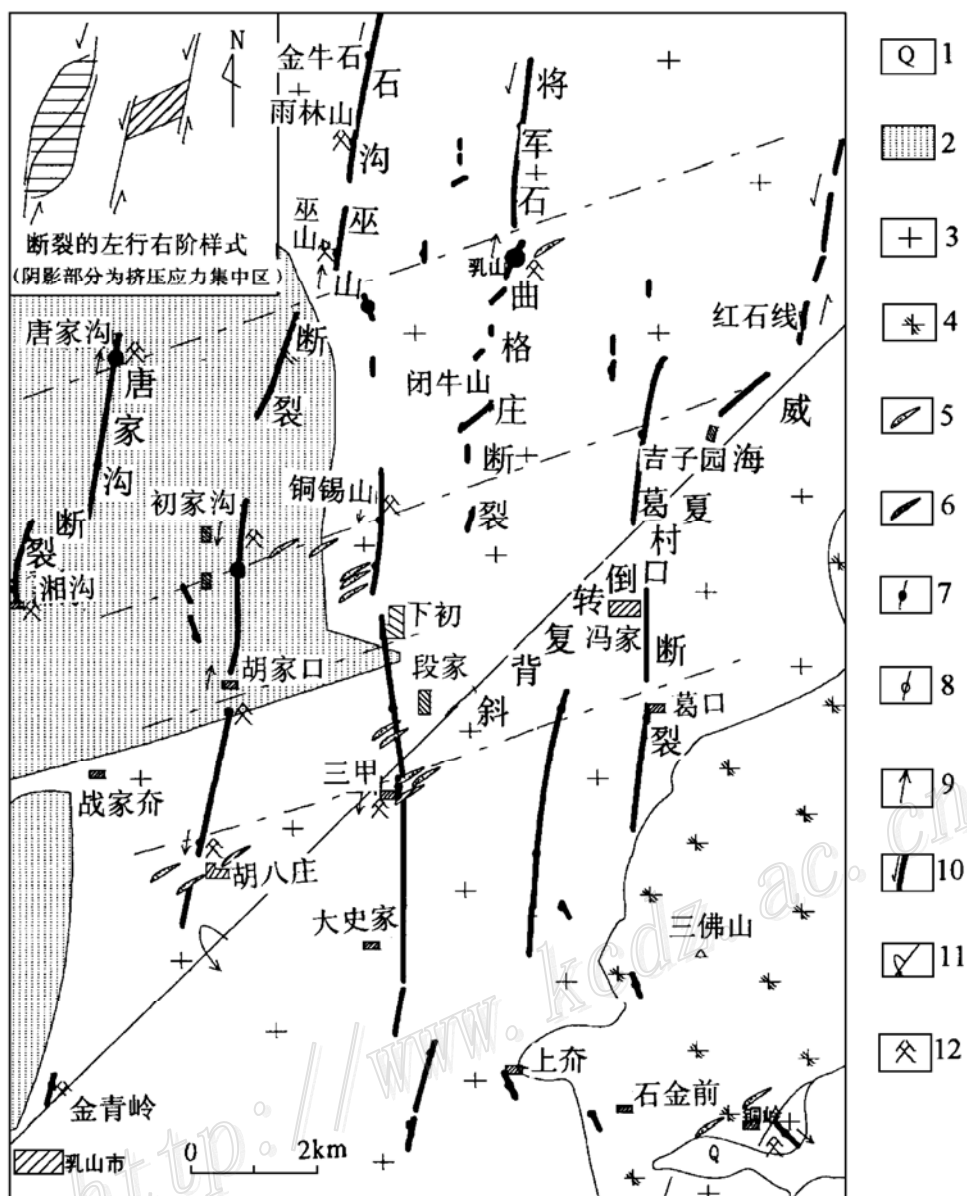 N
断裂的左行右阶样式
(阴影部分为挤压应力集中区)
金牛石
雨林山
石沟巫山断裂
巫山
将军石曲格庄断裂
乳山
红石线
唐家沟
唐家沟断裂
闭牛山
威海
吉子园
初家沟
铜锡山
葛口断裂
夏村
湘沟
倒转
复背斜
冯家
下初
段家
胡家口
葛口
战家夼
三甲
胡八庄
大史家
三佛山
上夼
石金前
铜岭
Q
金青岭
乳山市
0 2km
Q 1
2
3
4
5
6
7
8
9
10
11
12
http://www.kcdz.ac.cn